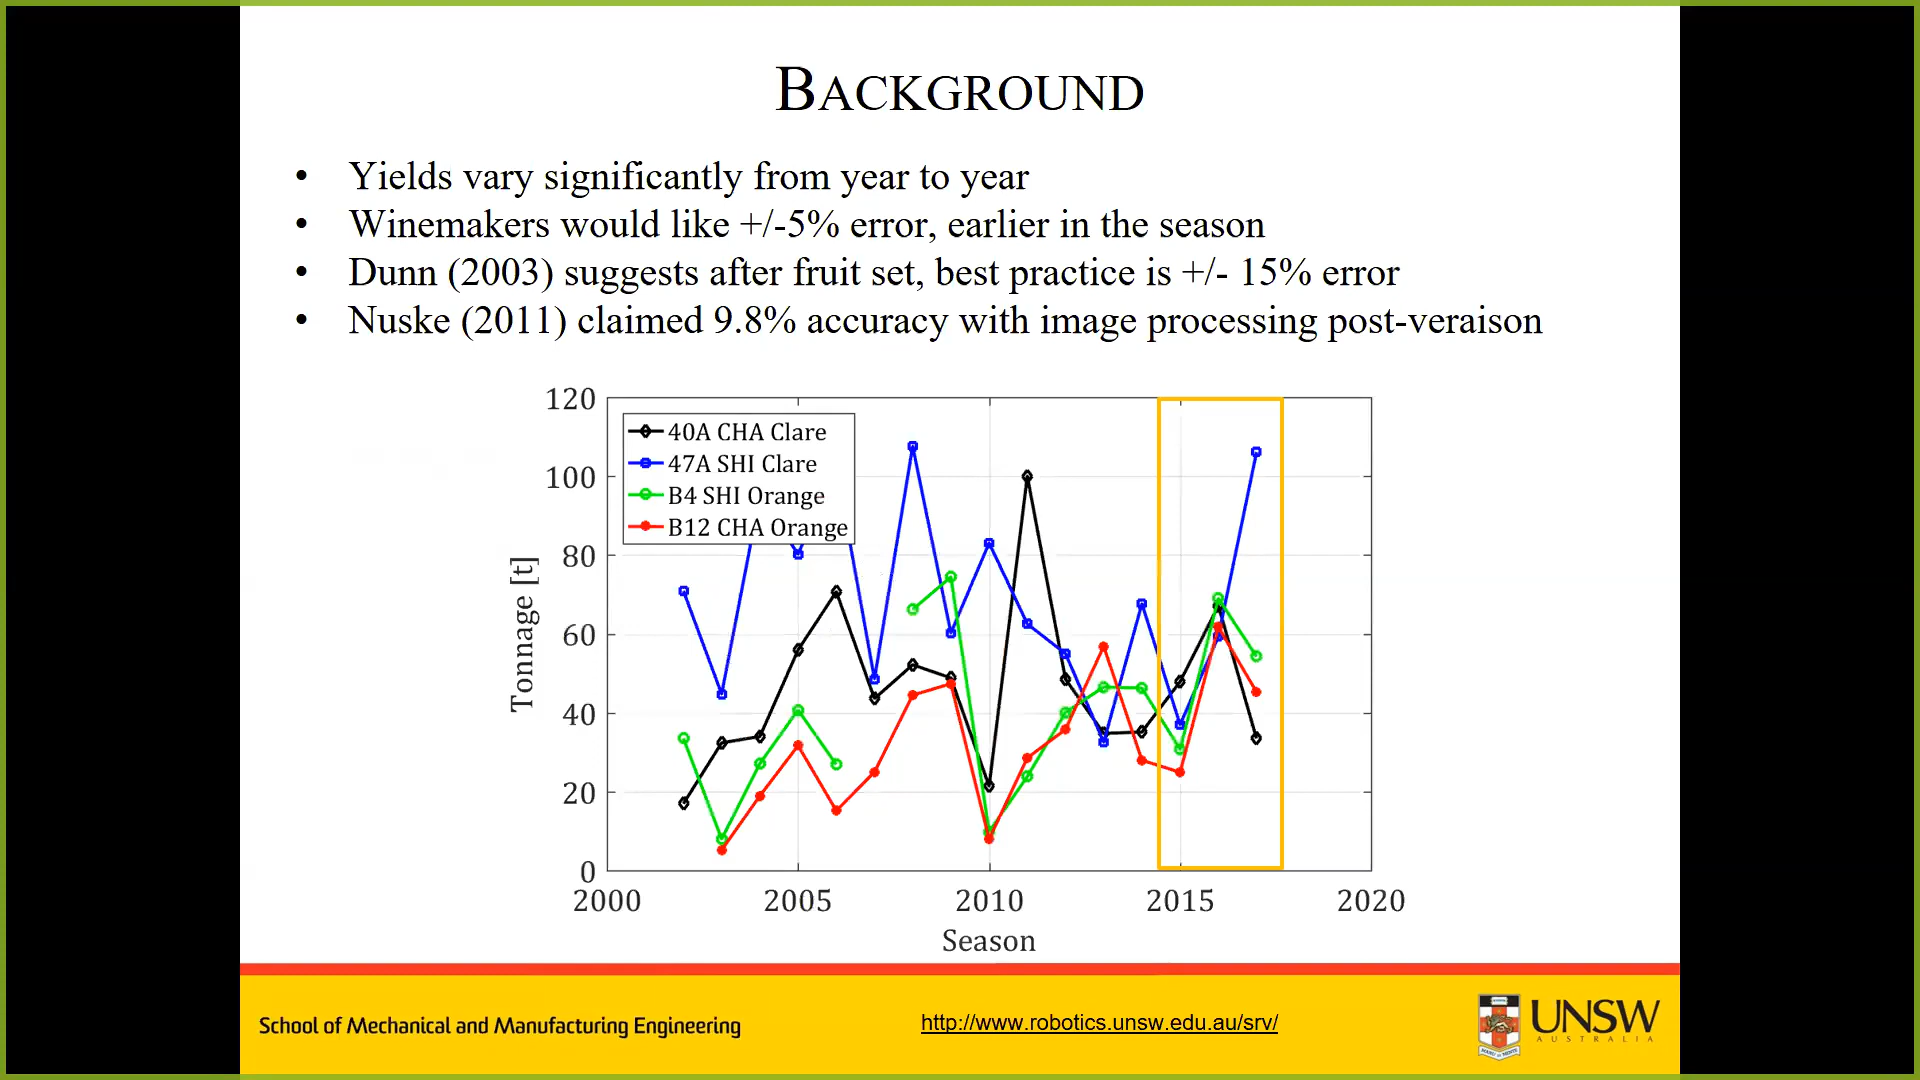 BACKGROUND
• Yields vary significantly from year to year
• Winemakers would like +/-5% error, earlier in the season
• Dunn (2003) suggests after fruit set, best practice is +/- 15% error
• Nuske (2011) claimed 9.8% accuracy with image processing post-veraison
120
100
80
60
40
20
0
Tonnage [t]
40A CHA Clare
47A SHI Clare
B4 SHI Orange
B12 CHA Orange
2000 2005 2010 2015 2020
Season
School of Mechanical and Manufacturing Engineering
http://www.robotics.unsw.edu.au/srv/
UNSW
AUSTRALIA